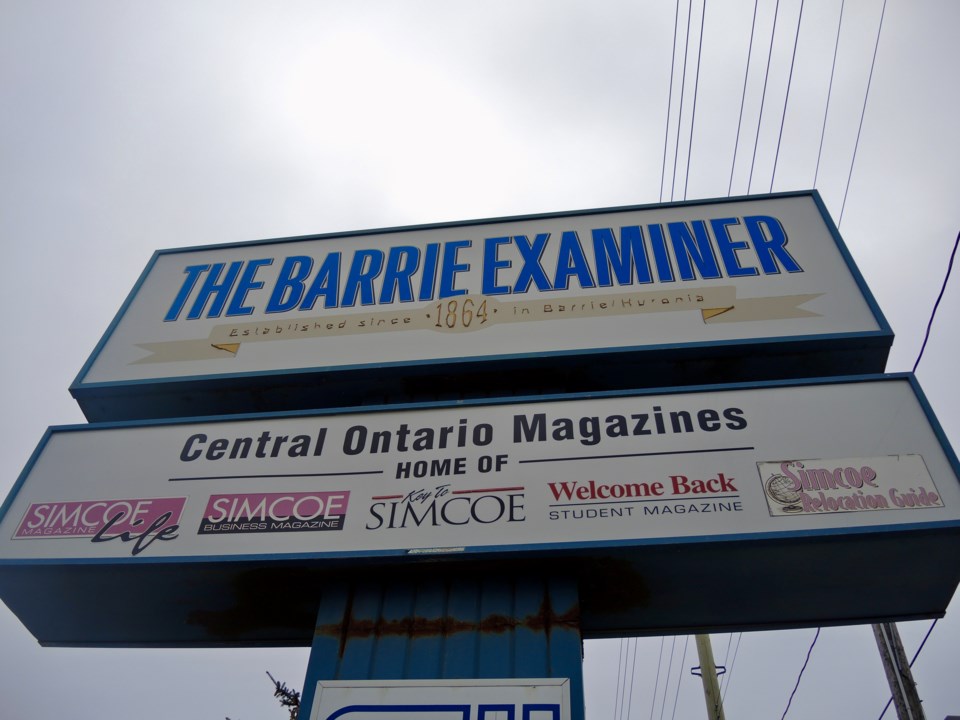 THE BARRIE EXAMINER
Established since 1864 in Barrie/Huronia
Central Ontario Magazines
HOME OF
SIMCOE Life
MAGAZINE
SIMCOE
BUSINESS MAGAZINE
Key To
SIMCOE
Welcome Back
STUDENT MAGAZINE
Simcoe
Relocation Guide